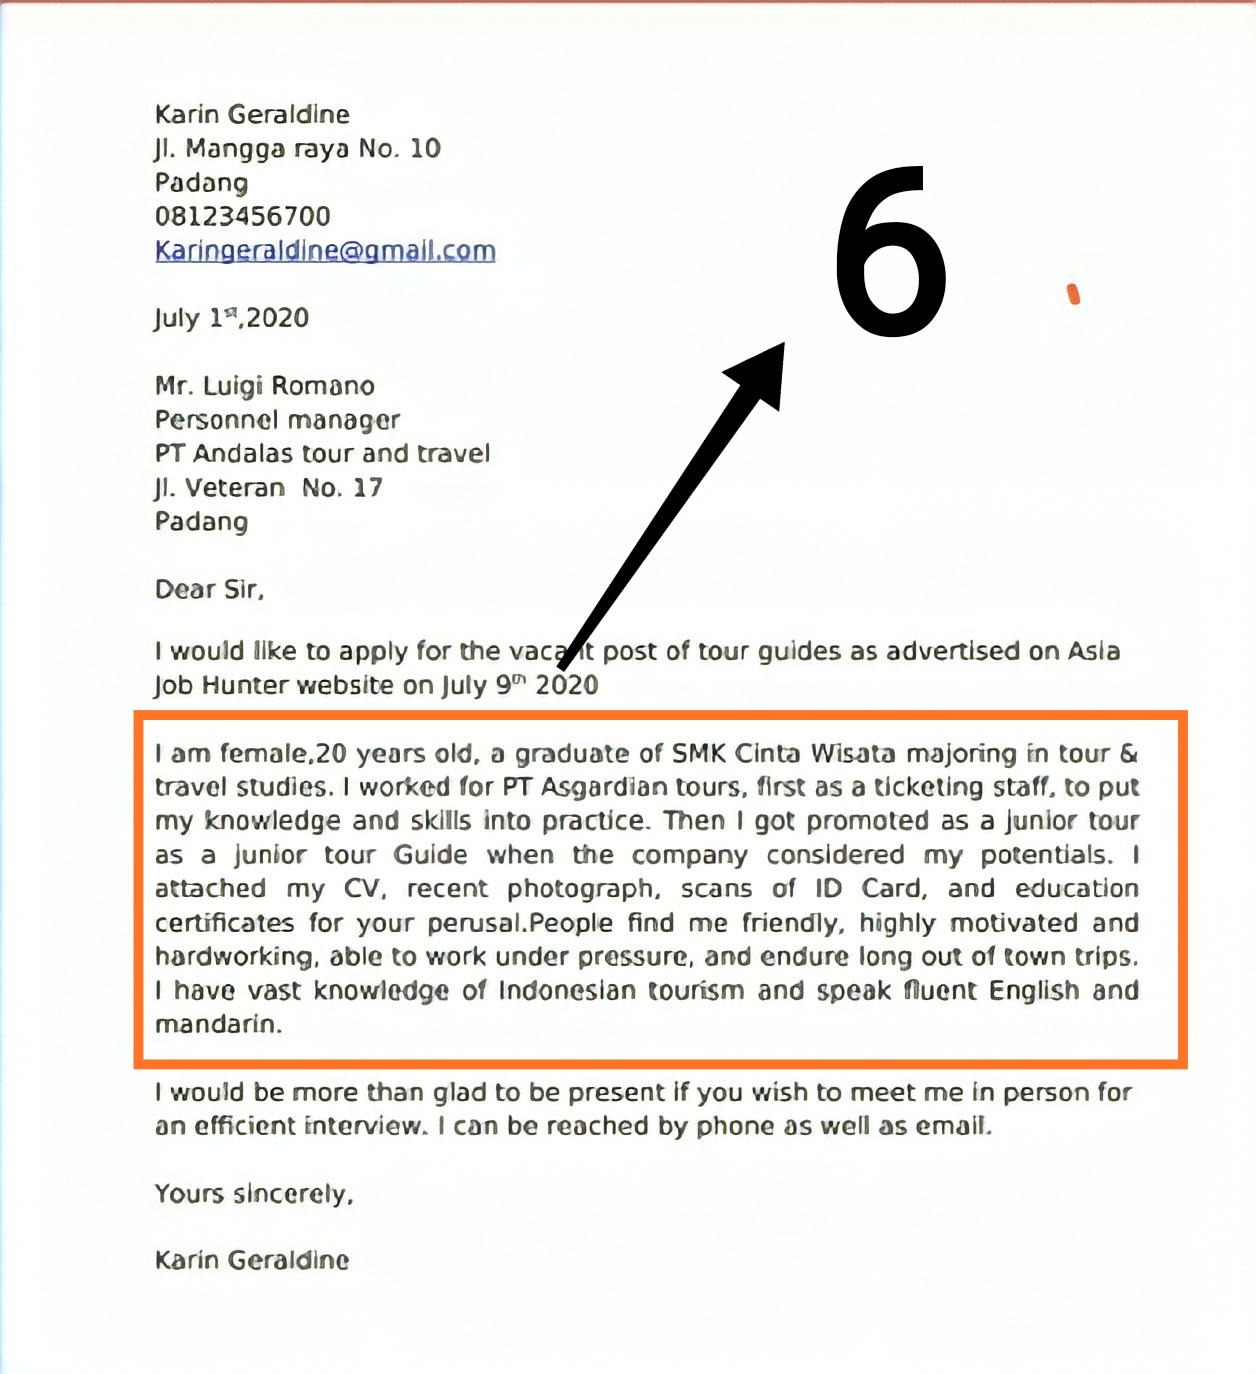 Karin Geraldine
Jl. Mangga raya No. 10
Padang
08123456700
Karingeraldine@gmail.com
July 1st,2020
Mr. Luigi Romano
Personnel manager
PT Andalas tour and travel
Jl. Veteran No. 17
Padang
Dear Sir,
I would like to apply for the vacant post of tour guides as advertised on Asia
Job Hunter website on July 9th 2020
6
I am female,20 years old, a graduate of SMK Cinta Wisata majoring in tour &
travel studies. I worked for PT Asgardian tours, first as a ticketing staff, to put
my knowledge and skills into practice. Then I got promoted as a junior tour
as a junior tour Guide when the company considered my potentials. I
attached my CV, recent photograph, scans of ID Card, and education
certificates for your perusal.People find me friendly, highly motivated and
hardworking, able to work under pressure, and endure long out of town trips.
I have vast knowledge of Indonesian tourism and speak fluent English and
mandarin.
I would be more than glad to be present if you wish to meet me in person for
an efficient interview. I can be reached by phone as well as email.
Yours sincerely,
Karin Geraldine